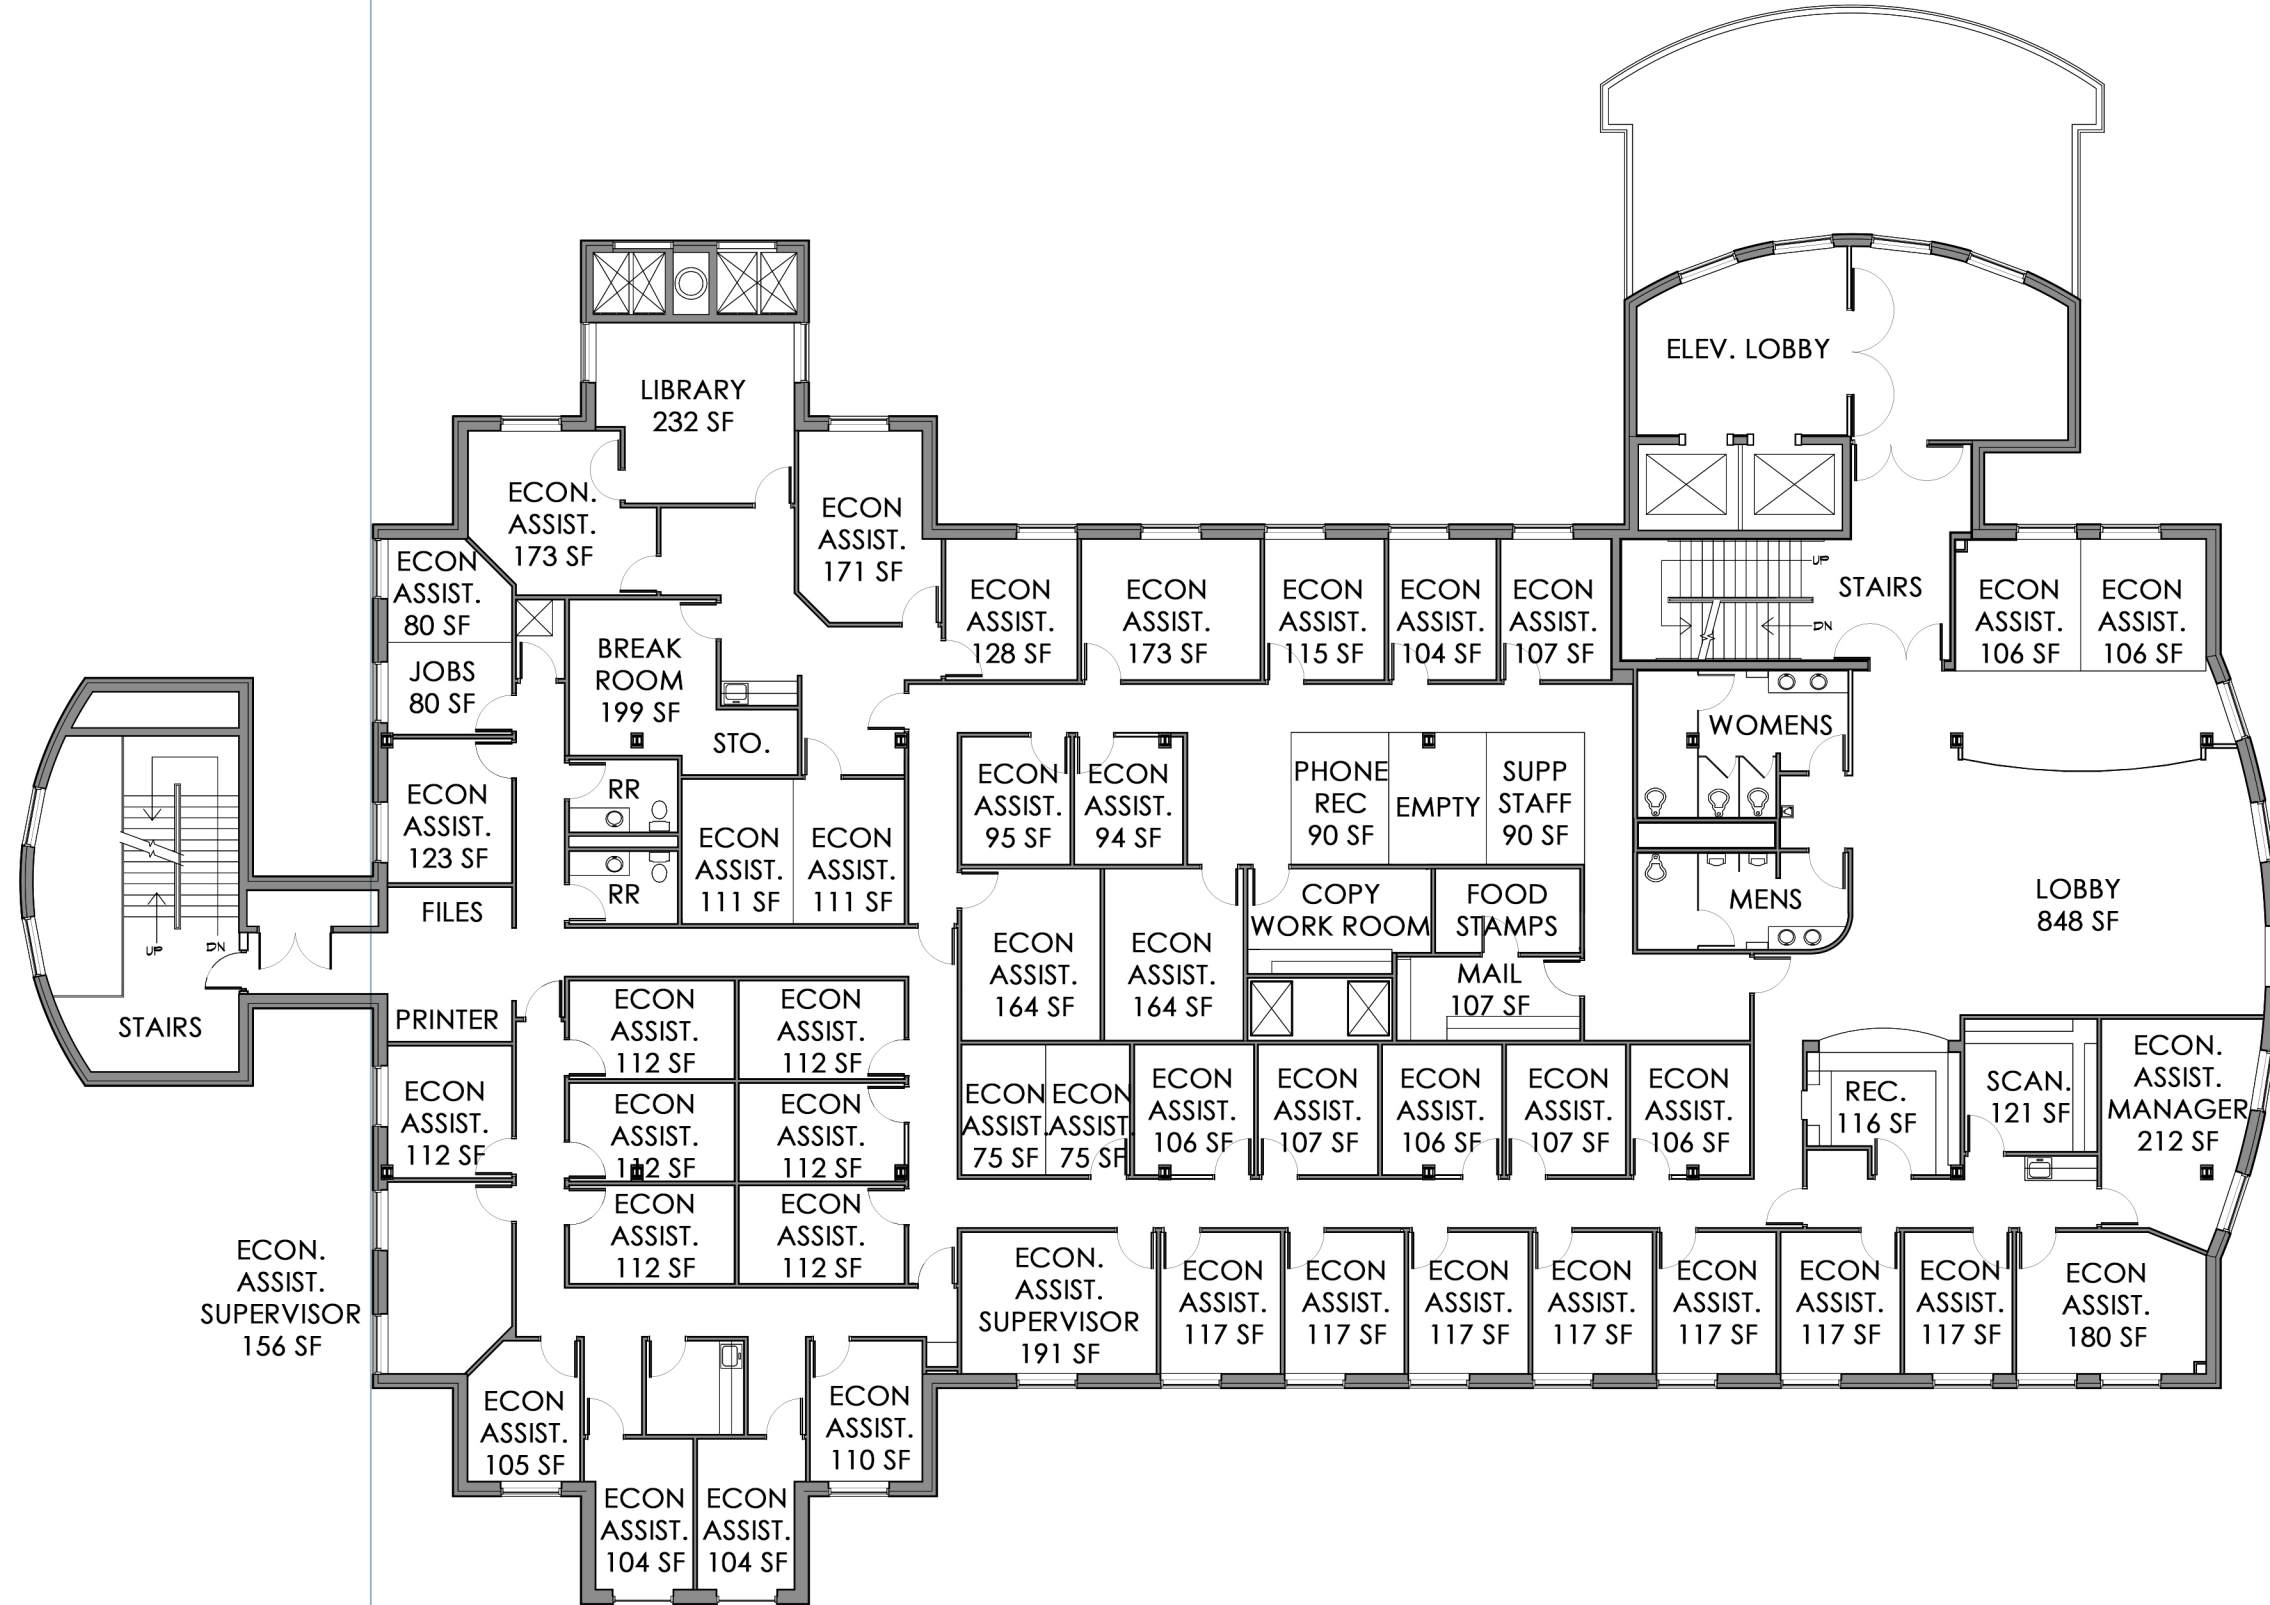 ELEV. LOBBY
LIBRARY
232 SF
ECON.
ASSIST.
173 SF
ECON
ASSIST.
171 SF
ECON
ASSIST.
80 SF
JOBS
80 SF
BREAK
ROOM
199 SF
STO.
ECON
ASSIST.
128 SF
ECON
ASSIST.
173 SF
ECON
ASSIST.
115 SF
ECON
ASSIST.
104 SF
ECON
ASSIST.
107 SF
UP
DN
STAIRS
ECON
ASSIST.
106 SF
ECON
ASSIST.
106 SF
WOMENS
ECON
ASSIST.
123 SF
RR
RR
ECON
ASSIST.
111 SF
ECON
ASSIST.
111 SF
ECON
ASSIST.
95 SF
ECON
ASSIST.
94 SF
PHONE
REC
90 SF
EMPTY
SUPP
STAFF
90 SF
MENS
LOBBY
848 SF
FILES
UP
DN
STAIRS
PRINTER
ECON
ASSIST.
164 SF
ECON
ASSIST.
164 SF
COPY
WORK ROOM
FOOD
STAMPS
MAIL
107 SF
ECON
ASSIST.
112 SF
ECON
ASSIST.
112 SF
ECON
ASSIST.
112 SF
ECON
ASSIST.
112 SF
ECON
ASSIST.
112 SF
ECON
ASSIST.
112 SF
ECON
ASSIST.
112 SF
ECON
ASSIST.
75 SF
ECON
ASSIST.
75 SF
ECON
ASSIST.
106 SF
ECON
ASSIST.
107 SF
ECON
ASSIST.
106 SF
ECON
ASSIST.
107 SF
ECON
ASSIST.
106 SF
REC.
116 SF
SCAN.
121 SF
ECON.
ASSIST.
MANAGER
212 SF
ECON.
ASSIST.
SUPERVISOR
156 SF
ECON.
ASSIST.
SUPERVISOR
191 SF
ECON
ASSIST.
117 SF
ECON
ASSIST.
117 SF
ECON
ASSIST.
117 SF
ECON
ASSIST.
117 SF
ECON
ASSIST.
117 SF
ECON
ASSIST.
117 SF
ECON
ASSIST.
117 SF
ECON
ASSIST.
180 SF
ECON
ASSIST.
105 SF
ECON
ASSIST.
110 SF
ECON
ASSIST.
104 SF
ECON
ASSIST.
104 SF